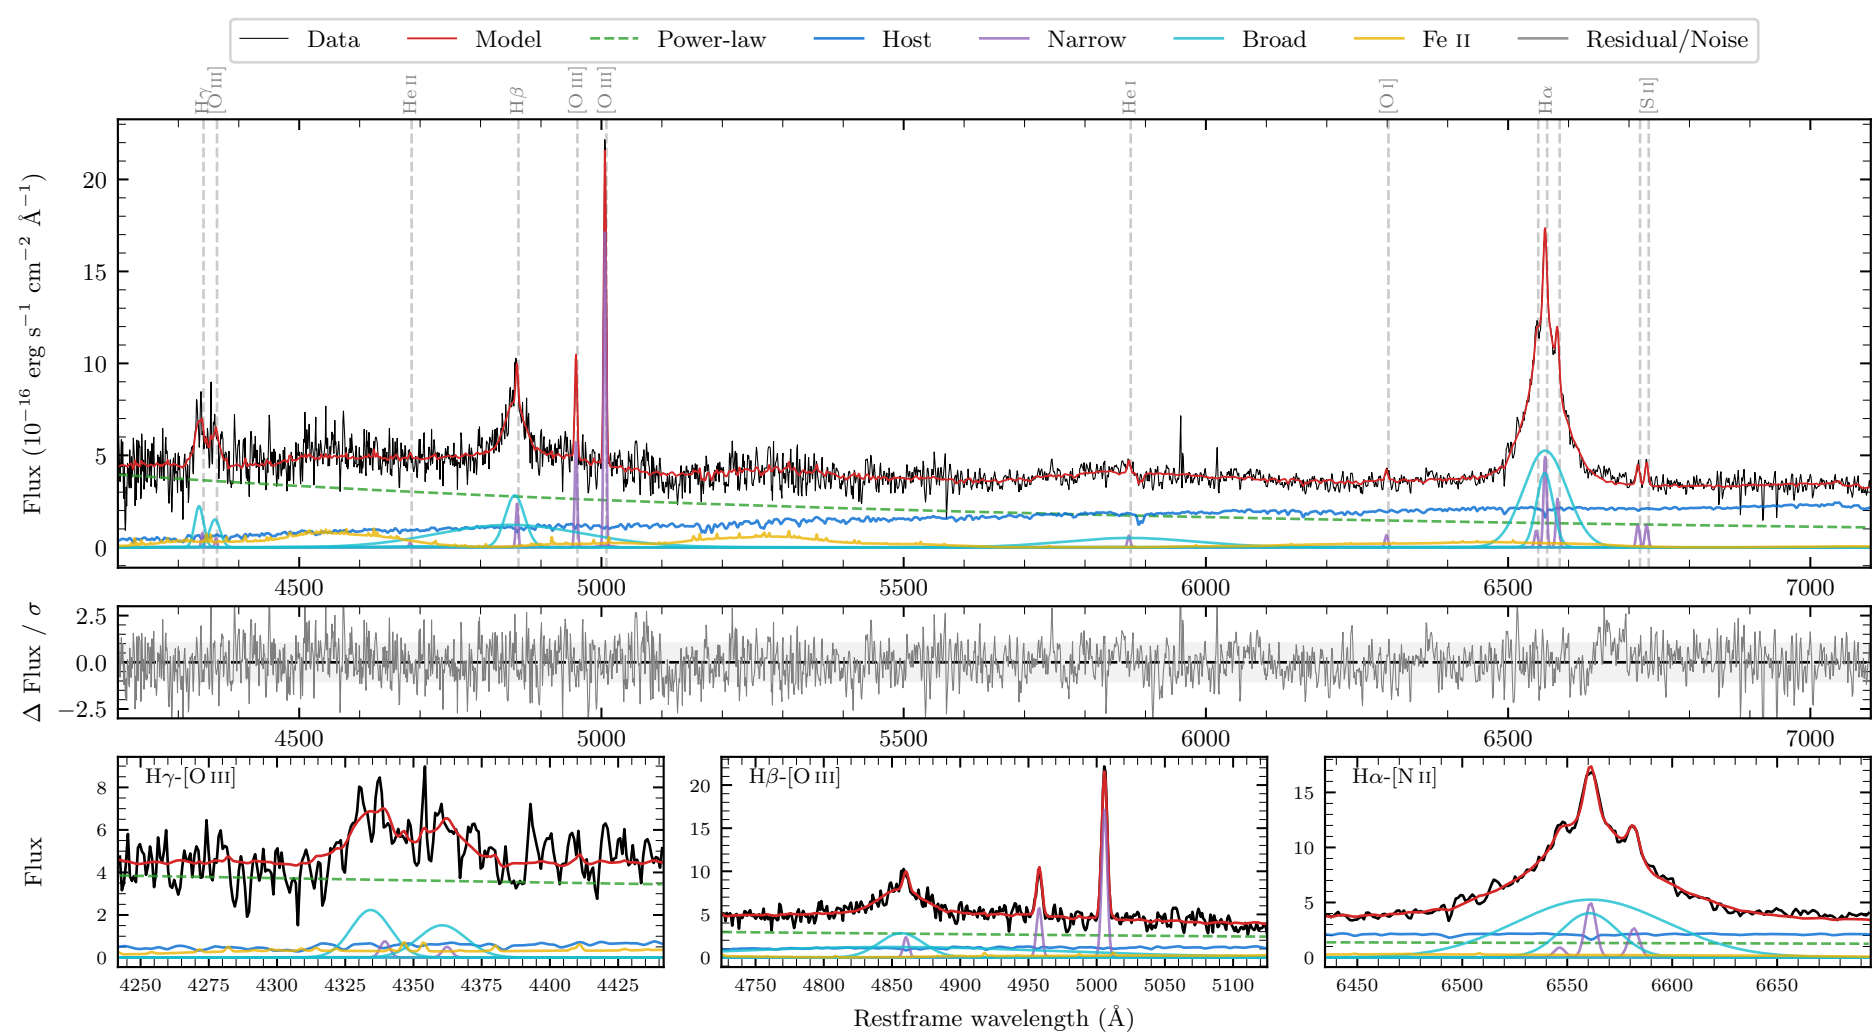 Data Model Power-law Host Narrow Broad Fe II Residual/Noise
Hγ [O III] He II Hβ [O III] [O III] He I [O I] Hα [S II]
Flux (10⁻¹⁶ erg s⁻¹ cm⁻² Å⁻¹)
20
15
10
5
0
4500 5000 5500 6000 6500 7000
Δ Flux / σ
2.5
0.0
−2.5
4500 5000 5500 6000 6500 7000
Flux
Hγ-[O III]
8
6
4
2
0
4250 4275 4300 4325 4350 4375 4400 4425
Hβ-[O III]
20
15
10
5
0
4750 4800 4850 4900 4950 5000 5050 5100
Hα-[N II]
15
10
5
0
6450 6500 6550 6600 6650
Restframe wavelength (Å)